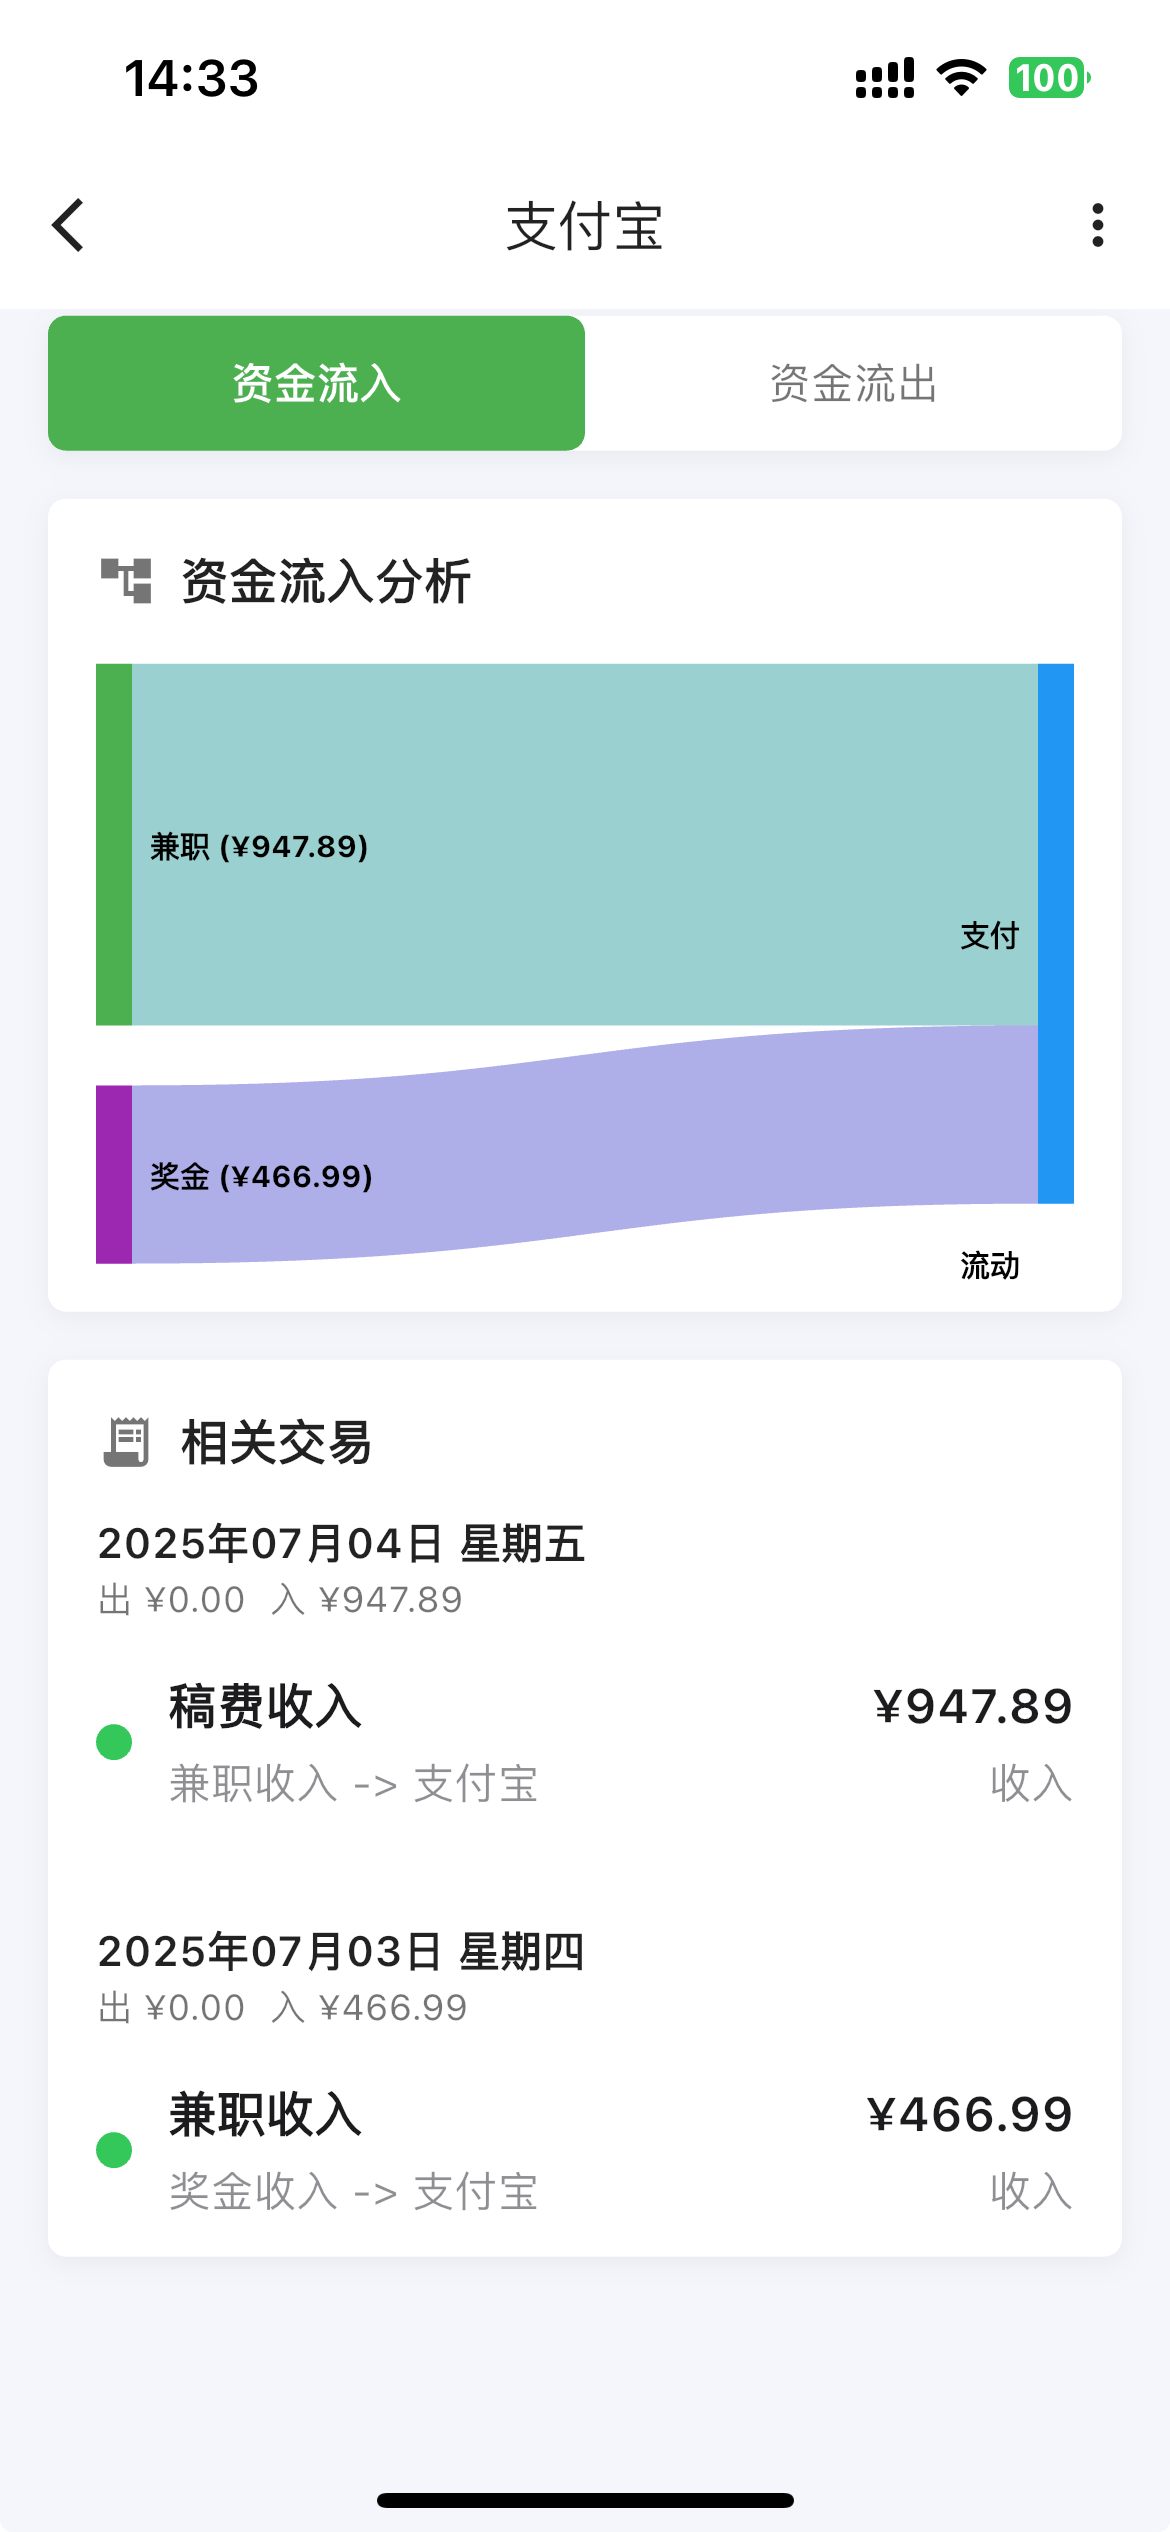 14:33
100
支付宝
资金流入
资金流出
资金流入分析
兼职 (¥947.89)
支付
奖金 (¥466.99)
流动
相关交易
2025年07月04日 星期五
出 ¥0.00 入 ¥947.89
稿费收入
¥947.89
兼职收入 -> 支付宝
收入
2025年07月03日 星期四
出 ¥0.00 入 ¥466.99
兼职收入
¥466.99
奖金收入 -> 支付宝
收入